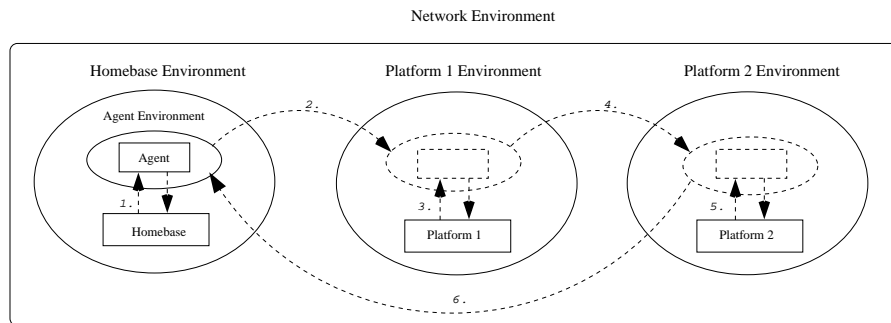 Network Environment
Homebase Environment
Platform 1 Environment
Platform 2 Environment
Agent Environment
2.
4.
Agent
1.
3.
5.
Homebase
Platform 1
Platform 2
6.